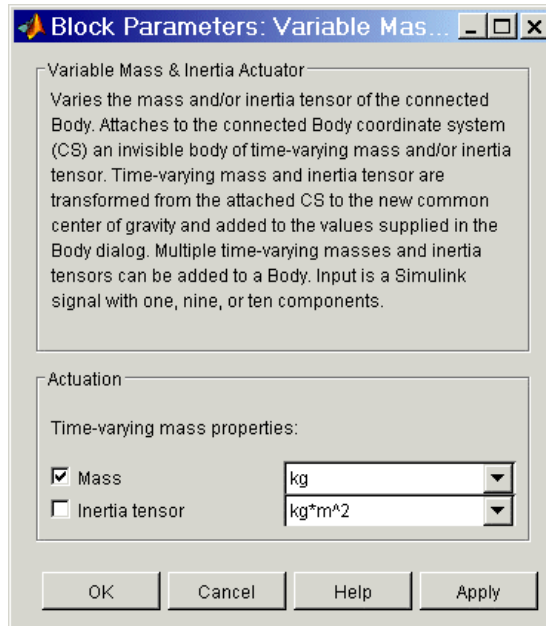 Block Parameters: Variable Mas...
Variable Mass & Inertia Actuator
Varies the mass and/or inertia tensor of the connected
Body. Attaches to the connected Body coordinate system
(CS) an invisible body of time-varying mass and/or inertia
tensor. Time-varying mass and inertia tensor are
transformed from the attached CS to the new common
center of gravity and added to the values supplied in the
Body dialog. Multiple time-varying masses and inertia
tensors can be added to a Body. Input is a Simulink
signal with one, nine, or ten components.
Actuation
Time-varying mass properties:
Mass kg
Inertia tensor kg*m^2
OK Cancel Help Apply